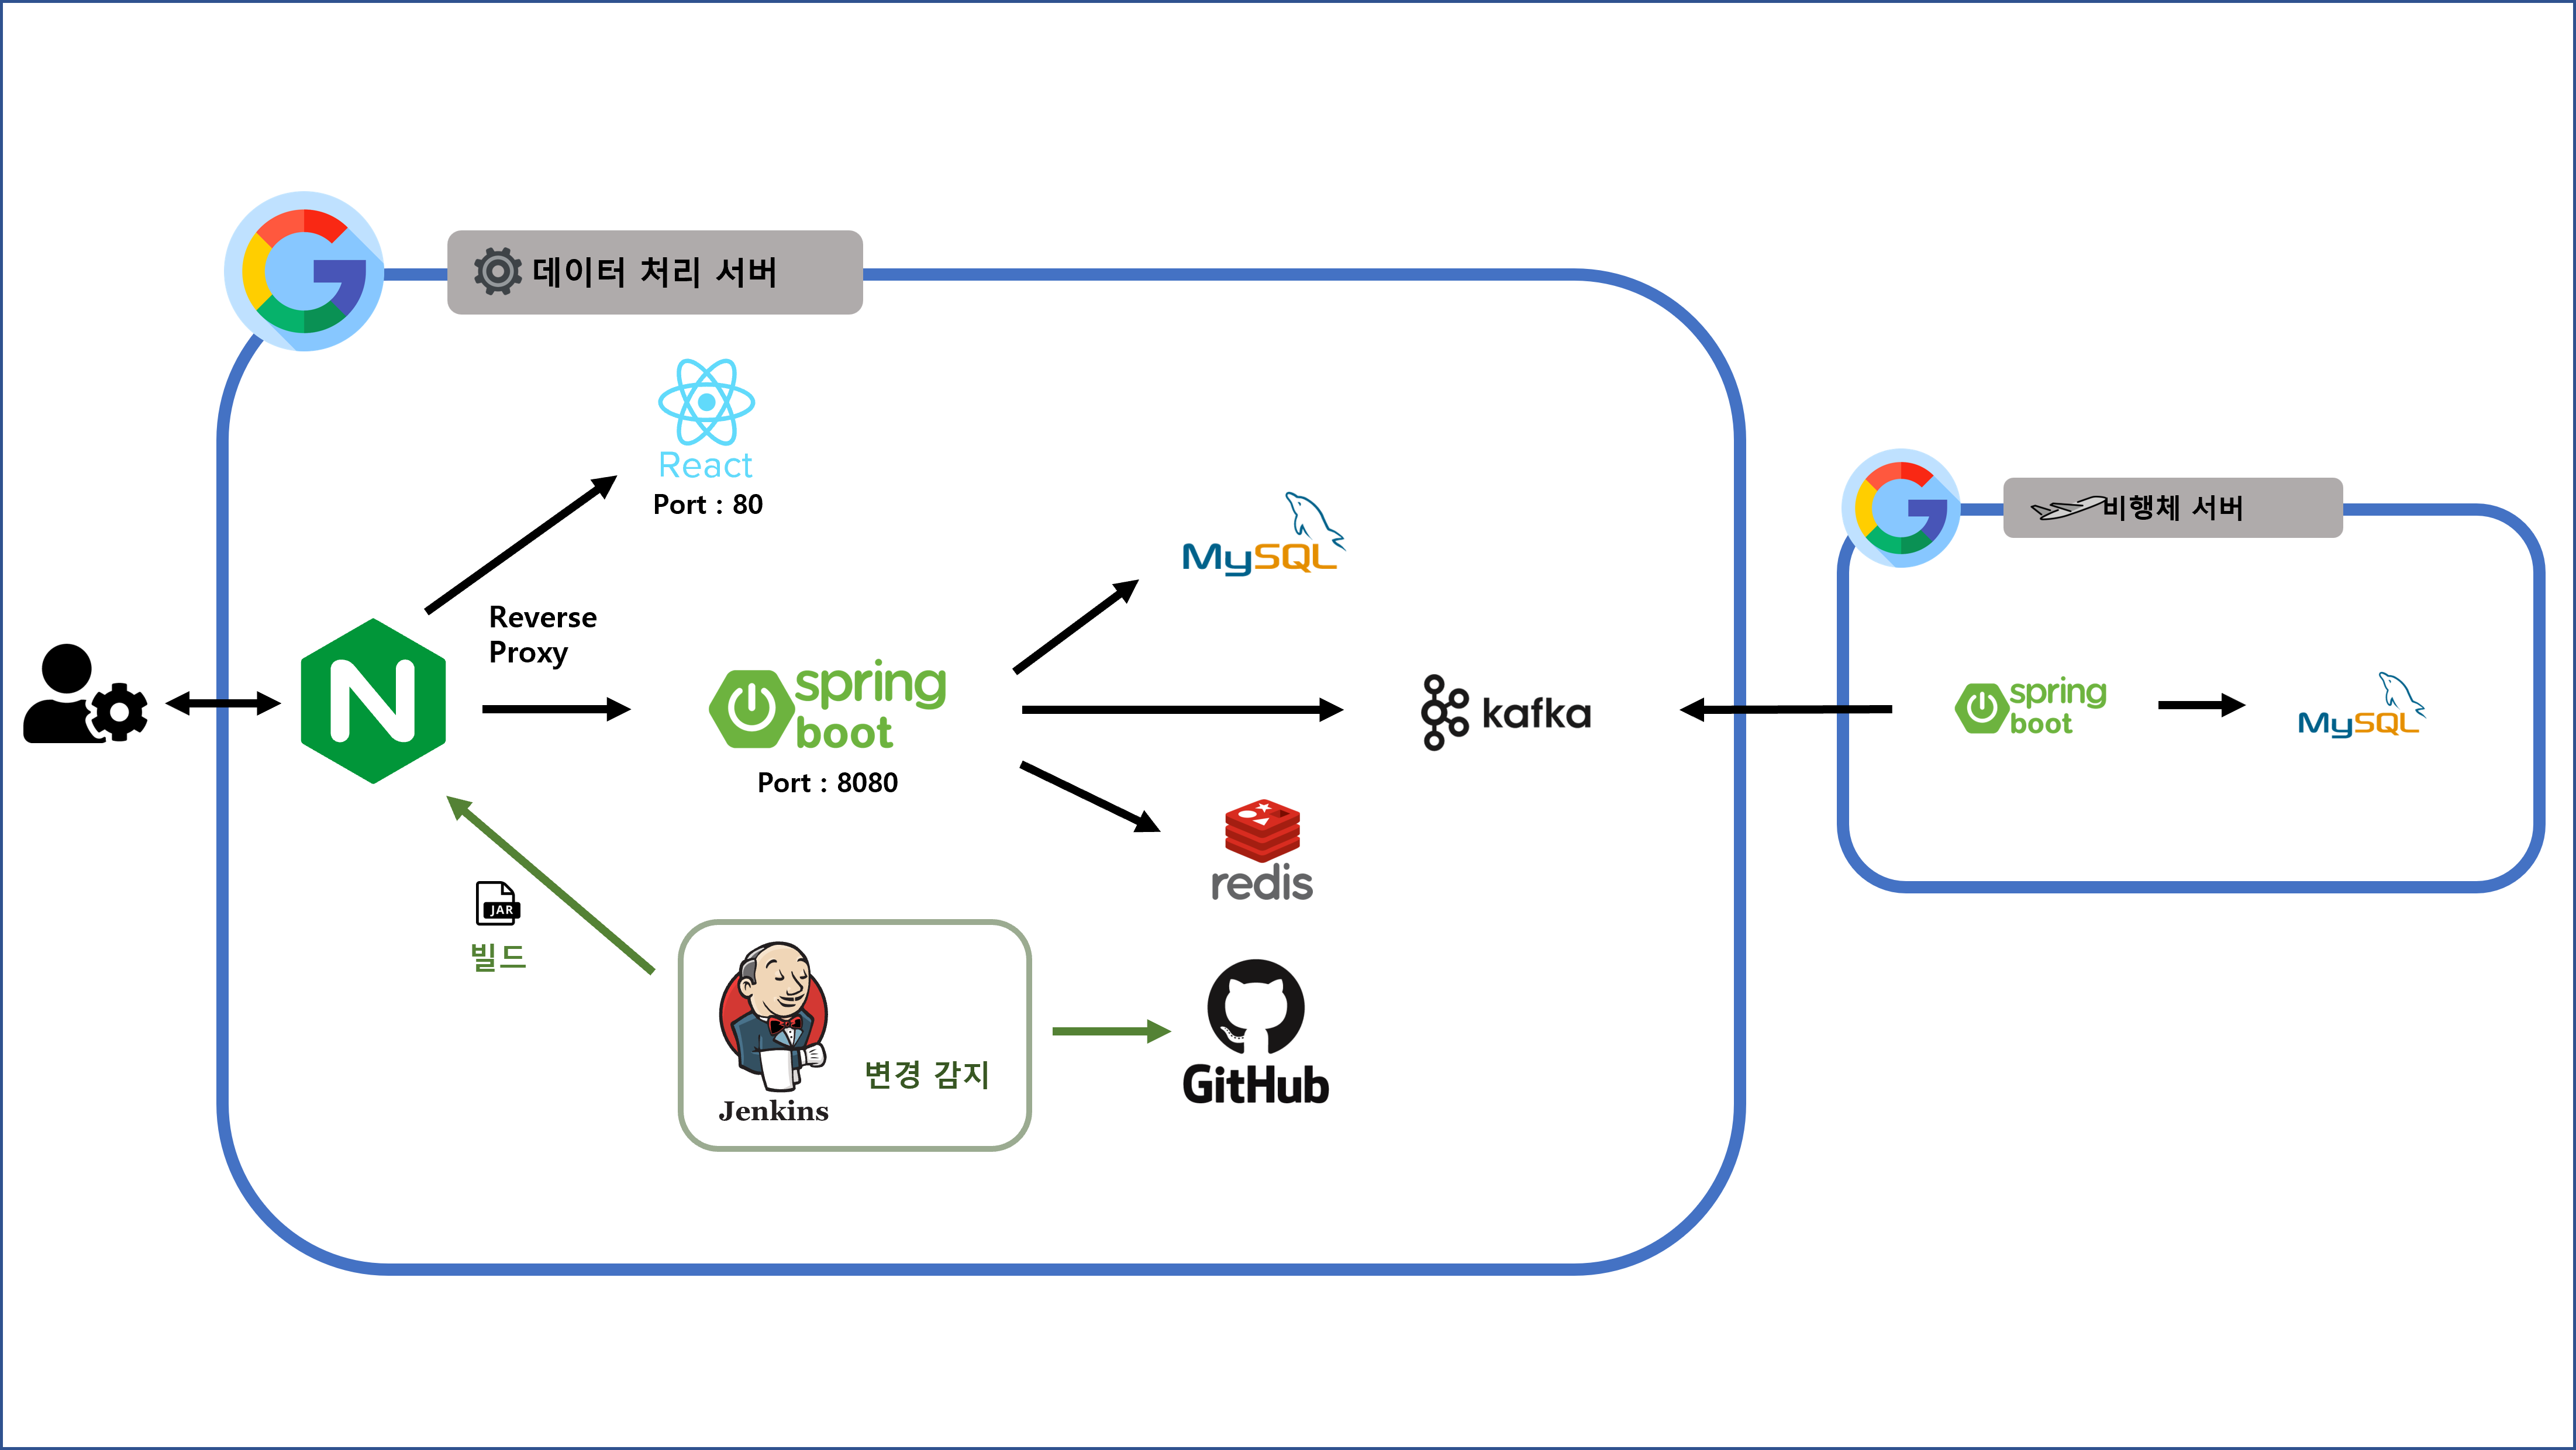 데이터 처리 서버
React
Port : 80
MySQL
비행체 서버
Reverse
Proxy
spring
boot
Port : 8080
kafka
spring
boot
MySQL
redis
JAR
빌드
변경 감지
Jenkins
GitHub